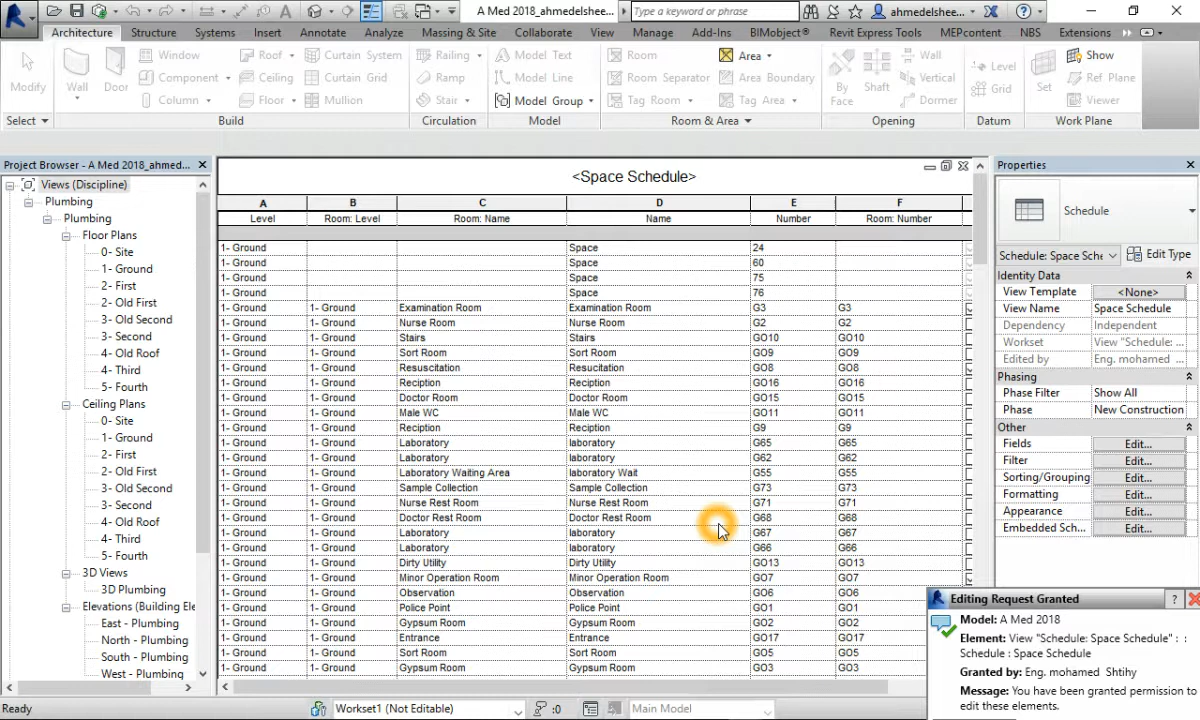 A Med 2018_ahmedelshee...
Type a keyword or phrase
ahmedelshee...
Architecture Structure Systems Insert Annotate Analyze Massing & Site Collaborate View Manage Add-Ins BIMobject® Revit Express Tools MEPcontent NBS Extensions
Modify
Wall
Door
Window
Component
Column
Roof
Ceiling
Floor
Curtain System
Curtain Grid
Mullion
Railing
Ramp
Stair
Model Text
Model Line
Model Group
Room
Room Separator
Tag Room
Area
Area Boundary
Tag Area
By Face
Shaft
Wall
Vertical
Dormer
Level
Grid
Set
Show
Ref Plane
Viewer
Select Build Circulation Model Room & Area Opening Datum Work Plane
Project Browser - A Med 2018_ahmed...
Views (Discipline)
Plumbing
Plumbing
Floor Plans
0- Site
1- Ground
2- First
2- Old First
3- Old Second
3- Second
4- Old Roof
4- Third
5- Fourth
Ceiling Plans
0- Site
1- Ground
2- First
2- Old First
3- Old Second
3- Second
4- Old Roof
4- Third
5- Fourth
3D Views
3D Plumbing
Elevations (Building Ele
East - Plumbing
North - Plumbing
South - Plumbing
West - Plumbing
<Space Schedule>
A B C D E F
Level Room: Level Room: Name Name Number Room: Number
1- Ground Space 24
1- Ground Space 60
1- Ground Space 75
1- Ground Space 76
1- Ground 1- Ground Examination Room Examination Room G3 G3
1- Ground 1- Ground Nurse Room Nurse Room G2 G2
1- Ground 1- Ground Stairs Stairs GO10 GO10
1- Ground 1- Ground Sort Room Sort Room GO9 GO9
1- Ground 1- Ground Resuscitation Resucitation GO8 GO8
1- Ground 1- Ground Reciption Reciption GO16 GO16
1- Ground 1- Ground Doctor Room Doctor Room GO15 GO15
1- Ground 1- Ground Male WC Male WC GO11 GO11
1- Ground 1- Ground Reciption Reciption G9 G9
1- Ground 1- Ground Laboratory laboratory G65 G65
1- Ground 1- Ground Laboratory laboratory G62 G62
1- Ground 1- Ground Laboratory Waiting Area laboratory Wait G55 G55
1- Ground 1- Ground Sample Collection Sample Collection G73 G73
1- Ground 1- Ground Nurse Rest Room Nurse Rest Room G71 G71
1- Ground 1- Ground Doctor Rest Room Doctor Rest Room G68 G68
1- Ground 1- Ground Laboratory laboratory G67 G67
1- Ground 1- Ground Laboratory laboratory G66 G66
1- Ground 1- Ground Dirty Utility Dirty Utility GO13 GO13
1- Ground 1- Ground Minor Operation Room Minor Operation Room GO7 GO7
1- Ground 1- Ground Observation Observation GO6 GO6
1- Ground 1- Ground Police Point Police Point GO1 GO1
1- Ground 1- Ground Gypsum Room Gypsum Room GO2 GO2
1- Ground 1- Ground Entrance Entrance GO17 GO17
1- Ground 1- Ground Sort Room Sort Room GO5 GO5
1- Ground 1- Ground Gypsum Room Gypsum Room GO3 GO3
Properties
Schedule
Schedule: Space Sche Edit Type
Identity Data
View Template <None>
View Name Space Schedule
Dependency Independent
Workset View "Schedule: ...
Edited by Eng. mohamed ...
Phasing
Phase Filter Show All
Phase New Construction
Other
Fields Edit...
Filter Edit...
Sorting/Grouping Edit...
Formatting Edit...
Appearance Edit...
Embedded Sch... Edit...
Editing Request Granted
Model: A Med 2018
Element: View "Schedule: Space Schedule" : :
Schedule : Space Schedule
Granted by: Eng. mohamed Shtihy
Message: You have been granted permission to
edit these elements.
Ready
Workset1 (Not Editable)
:0
Main Model